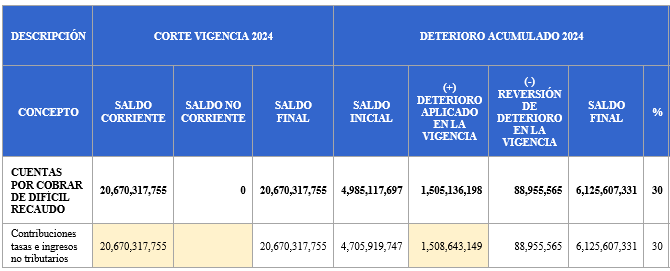 DESCRIPCIÓN CORTE VIGENCIA 2024 DETERIORO ACUMULADO 2024
CONCEPTO
SALDO
CORRIENTE
SALDO NO
CORRIENTE
SALDO
FINAL
SALDO
INICIAL
(+)
DETERIORO
APLICADO
EN LA
VIGENCIA
(-)
REVERSIÓN
DE
DETERIORO
EN LA
VIGENCIA
SALDO
FINAL
%
CUENTAS
POR COBRAR
DE DIFÍCIL
RECAUDO
20,670,317,755 0 20,670,317,755 4,985,117,697 1,505,136,198 88,955,565 6,125,607,331 30
Contribuciones
tasas e ingresos
no tributarios
20,670,317,755 20,670,317,755 4,705,919,747 1,508,643,149 88,955,565 6,125,607,331 30